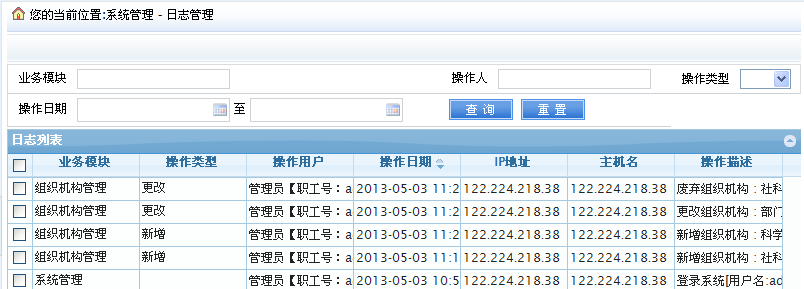 您的当前位置:系统管理 - 日志管理
业务模块 操作人 操作类型
操作日期 至 查 询 重 置
日志列表
业务模块 操作类型 操作用户 操作日期 IP地址 主机名 操作描述
组织机构管理 更改 管理员【职工号：a 2013-05-03 11:2 122.224.218.38 122.224.218.38 废弃组织机构：社科
组织机构管理 更改 管理员【职工号：a 2013-05-03 11:2 122.224.218.38 122.224.218.38 更改组织机构：部门
组织机构管理 新增 管理员【职工号：a 2013-05-03 11:2 122.224.218.38 122.224.218.38 新增组织机构：科学
组织机构管理 新增 管理员【职工号：a 2013-05-03 11:1 122.224.218.38 122.224.218.38 新增组织机构：社科
系统管理 管理员【职工号：a 2013-05-03 10:5 122.224.218.38 122.224.218.38 登录系统[用户名:ad